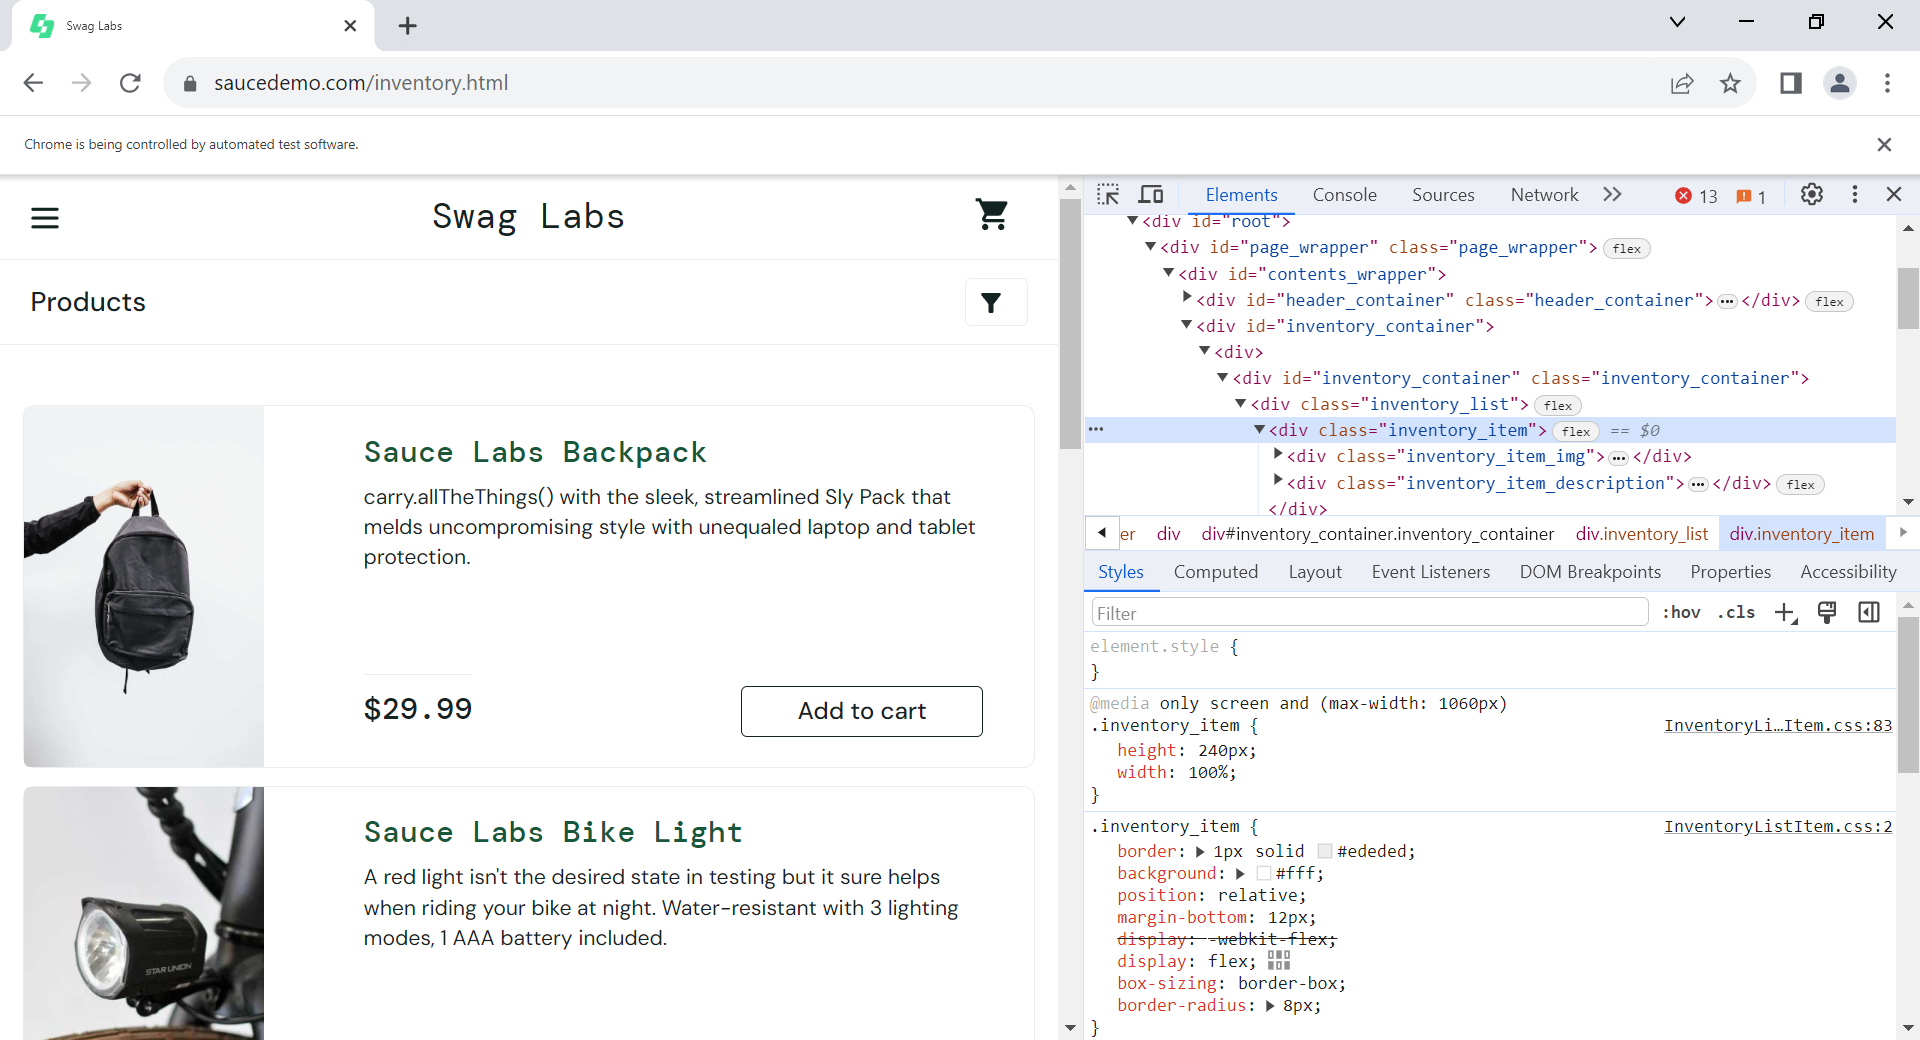 Swag Labs
saucedemo.com/inventory.html
Chrome is being controlled by automated test software.
Swag Labs
Products
Sauce Labs Backpack
carry.allTheThings() with the sleek, streamlined Sly Pack that
melds uncompromising style with unequaled laptop and tablet
protection.
$29.99
Add to cart
STAR UNION
Sauce Labs Bike Light
A red light isn't the desired state in testing but it sure helps
when riding your bike at night. Water-resistant with 3 lighting
modes, 1 AAA battery included.
Elements Console Sources Network 13 1
<div id="root">
<div id="page_wrapper" class="page_wrapper"> flex
<div id="contents_wrapper">
<div id="header_container" class="header_container"> … </div> flex
<div id="inventory_container">
<div>
<div id="inventory_container" class="inventory_container">
<div class="inventory_list"> flex
<div class="inventory_item"> flex == $0
<div class="inventory_item_img"> … </div>
<div class="inventory_item_description"> … </div> flex
</div>
er div div#inventory_container.inventory_container div.inventory_list div.inventory_item
Styles Computed Layout Event Listeners DOM Breakpoints Properties Accessibility
Filter :hov .cls
element.style {
}
@media only screen and (max-width: 1060px)
.inventory_item { InventoryLi…Item.css:83
height: 240px;
width: 100%;
}
.inventory_item { InventoryListItem.css:2
border: 1px solid #ededed;
background: #fff;
position: relative;
margin-bottom: 12px;
display: -webkit-flex;
display: flex;
box-sizing: border-box;
border-radius: 8px;
}